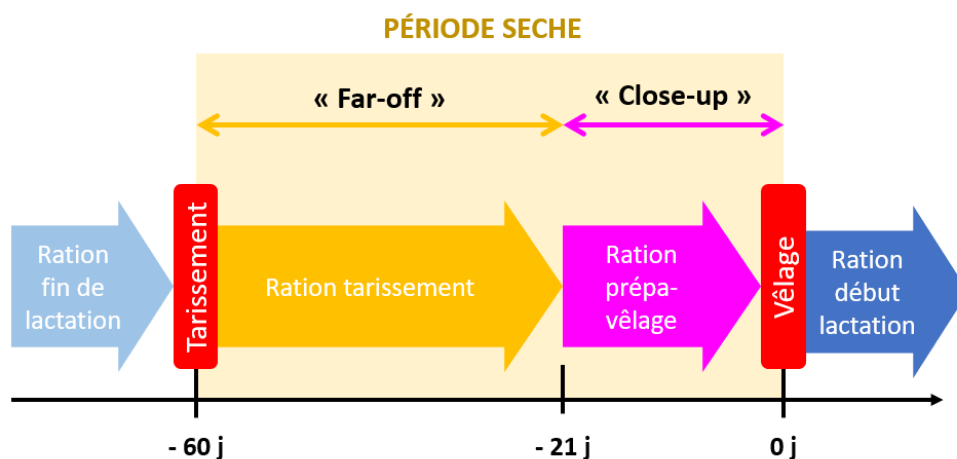 PÉRIODE SECHE
« Far-off »
« Close-up »
Ration
fin de
lactation
Tarissement
Ration tarissement
Ration
prépa-
vêlage
Vêlage
Ration
début
lactation
- 60 j
- 21 j
0 j